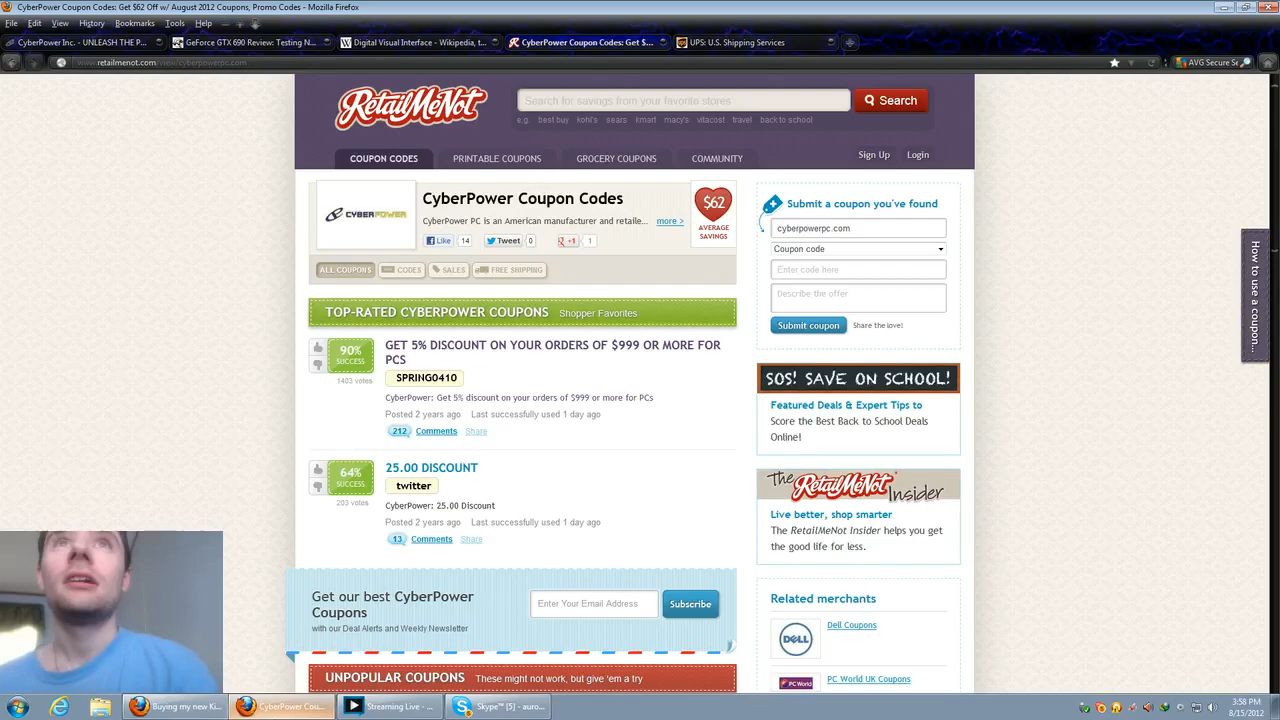 CyberPower Coupon Codes: Get $62 Off w/ August 2012 Coupons, Promo Codes - Mozilla Firefox
File Edit View History Bookmarks Tools Help
CyberPower Inc. - UNLEASH THE P...
GeForce GTX 690 Review: Testing N...
Digital Visual Interface - Wikipedia, t...
CyberPower Coupon Codes: Get $...
UPS: U.S. Shipping Services
www.retailmenot.com/view/cyberpowerpc.com
AVG Secure Se
RetailMeNot
Search for savings from your favorite stores
Search
e.g. best buy kohl's sears kmart macy's vitacost travel back to school
COUPON CODES PRINTABLE COUPONS GROCERY COUPONS COMMUNITY
Sign Up Login
CYBERPOWER
CyberPower Coupon Codes
CyberPower PC is an American manufacturer and retaile... more >
Like 14 Tweet 0 +1 1
$62
AVERAGE
SAVINGS
ALL COUPONS CODES SALES FREE SHIPPING
TOP-RATED CYBERPOWER COUPONS Shopper Favorites
90%
SUCCESS
1403 votes
GET 5% DISCOUNT ON YOUR ORDERS OF $999 OR MORE FOR
PCS
SPRING0410
CyberPower: Get 5% discount on your orders of $999 or more for PCs
Posted 2 years ago Last successfully used 1 day ago
212 Comments Share
64%
SUCCESS
203 votes
25.00 DISCOUNT
twitter
CyberPower: 25.00 Discount
Posted 2 years ago Last successfully used 1 day ago
13 Comments Share
Get our best CyberPower
Coupons
with our Deal Alerts and Weekly Newsletter
Enter Your Email Address
Subscribe
UNPOPULAR COUPONS These might not work, but give 'em a try
Submit a coupon you've found
cyberpowerpc.com
Coupon code
Enter code here
Describe the offer
Submit coupon Share the love!
SOS! SAVE ON SCHOOL!
Featured Deals & Expert Tips to
Score the Best Back to School Deals
Online!
The RetailMeNot Insider
Live better, shop smarter
The RetailMeNot Insider helps you get
the good life for less.
Related merchants
DELL
Dell Coupons
PC World
PC World UK Coupons
How to use a coupon...
Buying my new Ki...
CyberPower Cou...
Streaming Live - ...
Skype™ [5] - auro...
3:58 PM
8/15/2012